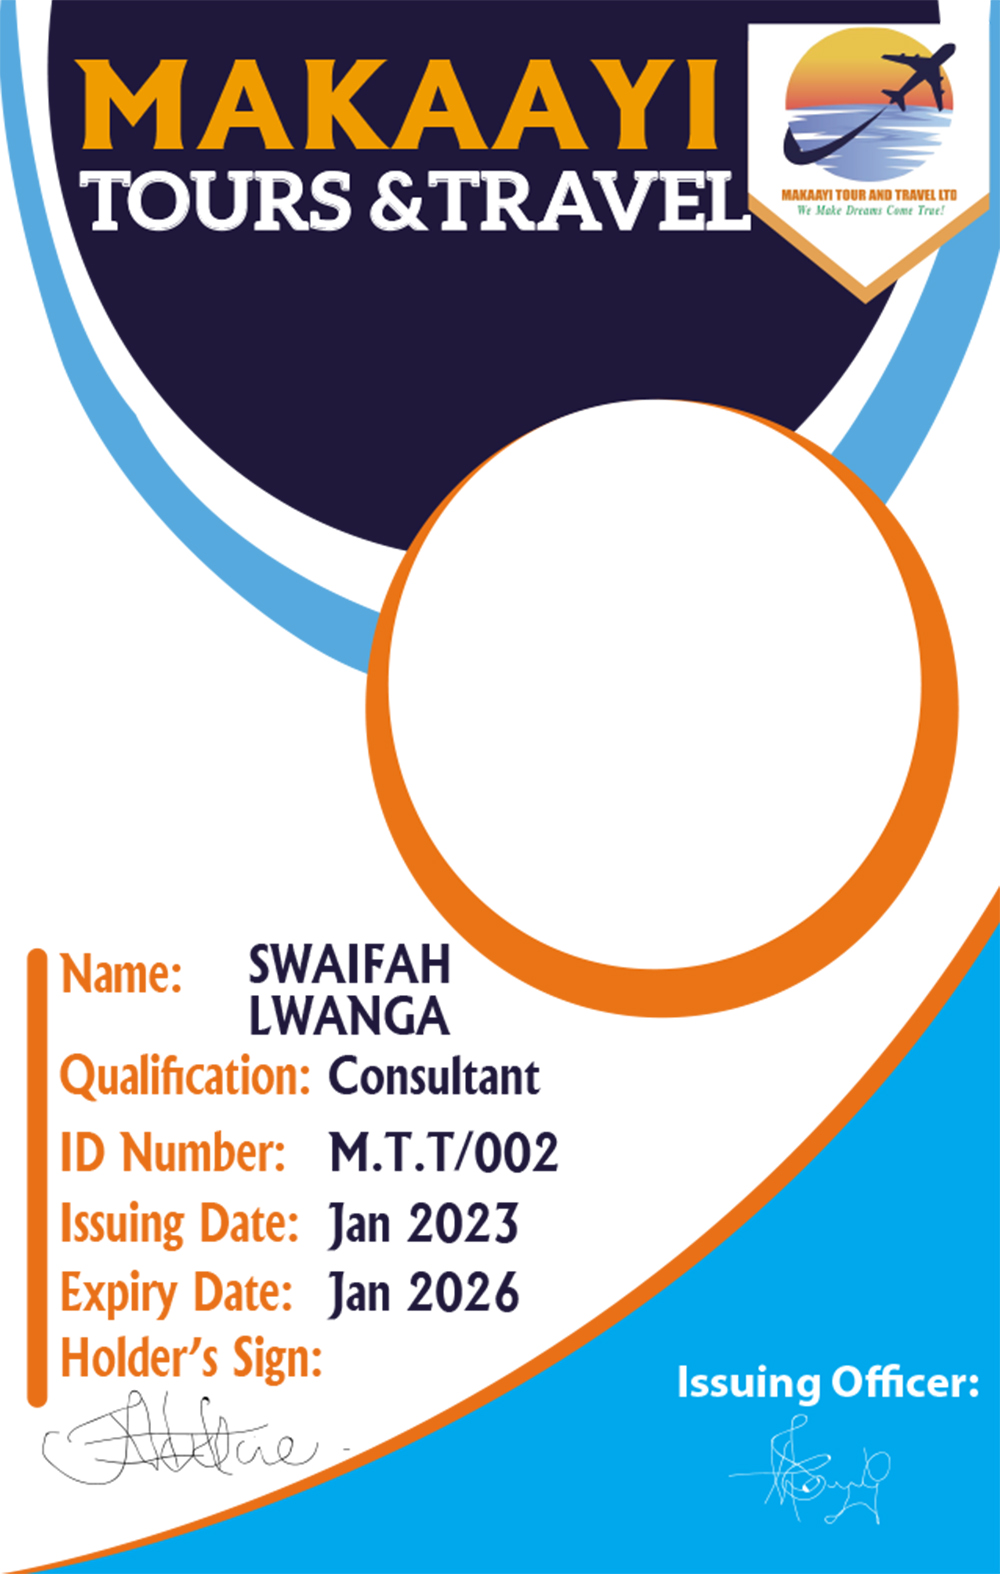 MAKAAYI
TOURS & TRAVEL
MAKAAYI TOUR AND TRAVEL LTD
We Make Dreams Come True!
Name: SWAIFAH
LWANGA
Qualification: Consultant
ID Number: M.T.T/002
Issuing Date: Jan 2023
Expiry Date: Jan 2026
Holder's Sign:
Issuing Officer: